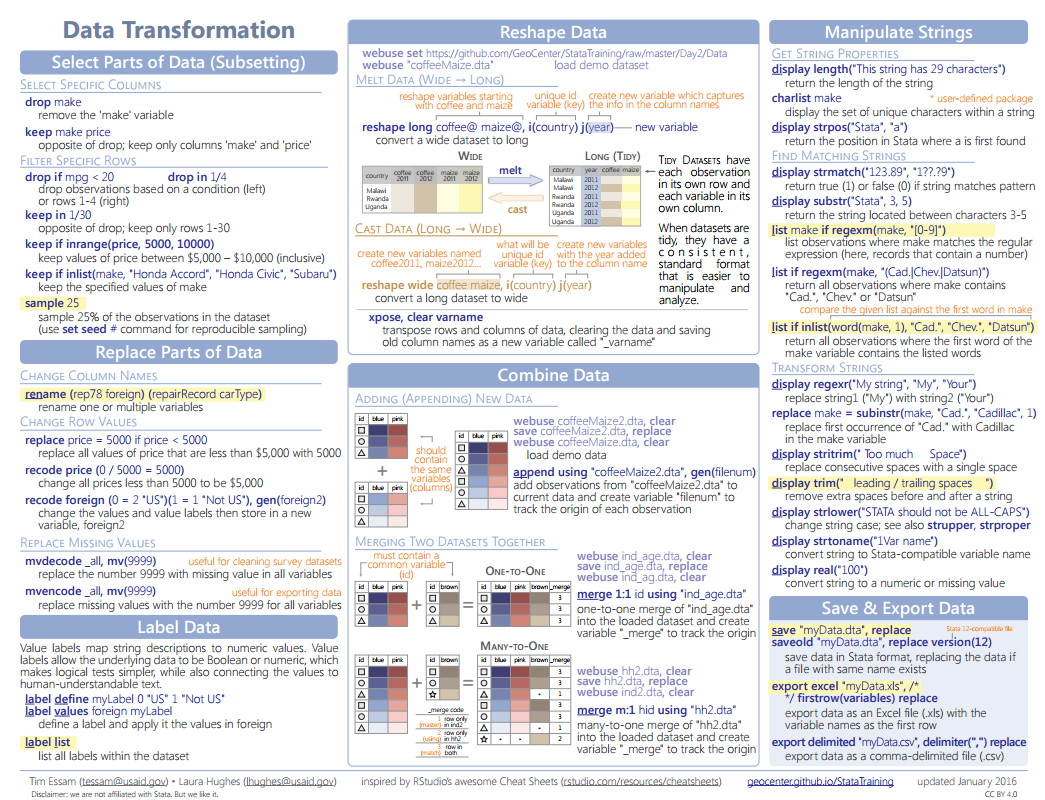 Data Transformation
Select Parts of Data (Subsetting)
SELECT SPECIFIC COLUMNS
drop make
remove the 'make' variable
keep make price
opposite of drop; keep only columns 'make' and 'price'
FILTER SPECIFIC ROWS
drop if mpg < 20 drop in 1/4
drop observations based on a condition (left)
or rows 1-4 (right)
keep in 1/30
opposite of drop; keep only rows 1-30
keep if inrange(price, 5000, 10000)
keep values of price between $5,000 – $10,000 (inclusive)
keep if inlist(make, "Honda Accord", "Honda Civic", "Subaru")
keep the specified values of make
sample 25
sample 25% of the observations in the dataset
(use set seed # command for reproducible sampling)
Replace Parts of Data
CHANGE COLUMN NAMES
rename (rep78 foreign) (repairRecord carType)
rename one or multiple variables
CHANGE ROW VALUES
replace price = 5000 if price < 5000
replace all values of price that are less than $5,000 with 5000
recode price (0 / 5000 = 5000)
change all prices less than 5000 to be $5,000
recode foreign (0 = 2 "US")(1 = 1 "Not US"), gen(foreign2)
change the values and value labels then store in a new
variable, foreign2
REPLACE MISSING VALUES
mvdecode _all, mv(9999) useful for cleaning survey datasets
replace the number 9999 with missing value in all variables
mvencode _all, mv(9999) useful for exporting data
replace missing values with the number 9999 for all variables
Label Data
Value labels map string descriptions to numeric values. Value
labels allow the underlying data to be Boolean or numeric, which
makes logical tests simpler, while also connecting the values to
human-understandable text.
label define myLabel 0 "US" 1 "Not US"
label values foreign myLabel
define a label and apply it the values in foreign
label list
list all labels within the dataset
Reshape Data
webuse set https://github.com/GeoCenter/StataTraining/raw/master/Day2/Data
webuse "coffeeMaize.dta" load demo dataset
MELT DATA (WIDE → LONG)
reshape variables starting
with coffee and maize
unique id
variable (key)
create new variable which captures
the info in the column names
reshape long coffee@ maize@, i(country) j(year) new variable
convert a wide dataset to long
WIDE
country coffee 2011 coffee 2012 maize 2011 maize 2012
Malawi
Rwanda
Uganda
melt
cast
LONG (TIDY)
country year coffee maize
Malawi 2011
Malawi 2012
Rwanda 2011
Rwanda 2012
Uganda 2011
Uganda 2012
TIDY DATASETS have
each observation
in its own row and
each variable in its
own column.
CAST DATA (LONG → WIDE)
create new variables named
coffee2011, maize2012...
what will be
unique id
variable (key)
create new variables
with the year added
to the column name
reshape wide coffee maize, i(country) j(year)
convert a long dataset to wide
When datasets are
tidy, they have a
consistent,
standard format
that is easier to
manipulate and
analyze.
xpose, clear varname
transpose rows and columns of data, clearing the data and saving
old column names as a new variable called "_varname"
Combine Data
ADDING (APPENDING) NEW DATA
id blue pink
+
id blue pink
should
contain
the same
variables
(columns)
id blue pink
webuse coffeeMaize2.dta, clear
save coffeeMaize2.dta, replace
webuse coffeeMaize.dta, clear
load demo data
append using "coffeeMaize2.dta", gen(filenum)
add observations from "coffeeMaize2.dta" to
current data and create variable "filenum" to
track the origin of each observation
MERGING TWO DATASETS TOGETHER
must contain a
common variable
(id)
ONE-TO-ONE
id blue pink + id brown = id blue pink brown _merge
3
3
3
webuse ind_age.dta, clear
save ind_age.dta, replace
webuse ind_ag.dta, clear
merge 1:1 id using "ind_age.dta"
one-to-one merge of "ind_age.dta"
into the loaded dataset and create
variable "_merge" to track the origin
MANY-TO-ONE
id blue pink + id brown = id blue pink brown _merge
3
3
1
3
3
. 1
. . 2
_merge code
1 (master) row only in ind2
2 (using) row only in hh2
3 (match) row in both
webuse hh2.dta, clear
save hh2.dta, replace
webuse ind2.dta, clear
merge m:1 hid using "hh2.dta"
many-to-one merge of "hh2.dta"
into the loaded dataset and create
variable "_merge" to track the origin
Manipulate Strings
GET STRING PROPERTIES
display length("This string has 29 characters")
return the length of the string
charlist make * user-defined package
display the set of unique characters within a string
display strpos("Stata", "a")
return the position in Stata where a is first found
FIND MATCHING STRINGS
display strmatch("123.89", "1??.?9")
return true (1) or false (0) if string matches pattern
display substr("Stata", 3, 5)
return the string located between characters 3-5
list make if regexm(make, "[0-9]")
list observations where make matches the regular
expression (here, records that contain a number)
list if regexm(make, "(Cad.|Chev.|Datsun)")
return all observations where make contains
"Cad.", "Chev." or "Datsun"
compare the given list against the first word in make
list if inlist(word(make, 1), "Cad.", "Chev.", "Datsun")
return all observations where the first word of the
make variable contains the listed words
TRANSFORM STRINGS
display regexr("My string", "My", "Your")
replace string1 ("My") with string2 ("Your")
replace make = subinstr(make, "Cad.", "Cadillac", 1)
replace first occurrence of "Cad." with Cadillac
in the make variable
display stritrim(" Too much   Space")
replace consecutive spaces with a single space
display trim("  leading / trailing spaces  ")
remove extra spaces before and after a string
display strlower("STATA should not be ALL-CAPS")
change string case; see also strupper, strproper
display strtoname("1Var name")
convert string to Stata-compatible variable name
display real("100")
convert string to a numeric or missing value
Save & Export Data
save "myData.dta", replace Stata 12-compatible file
saveold "myData.dta", replace version(12)
save data in Stata format, replacing the data if
a file with same name exists
export excel "myData.xls", /*
*/ firstrow(variables) replace
export data as an Excel file (.xls) with the
variable names as the first row
export delimited "myData.csv", delimiter(",") replace
export data as a comma-delimited file (.csv)
Tim Essam (tessam@usaid.gov) • Laura Hughes (lhughes@usaid.gov) inspired by RStudio's awesome Cheat Sheets (rstudio.com/resources/cheatsheets) geocenter.github.io/StataTraining updated January 2016
Disclaimer: we are not affiliated with Stata. But we like it. CC BY 4.0